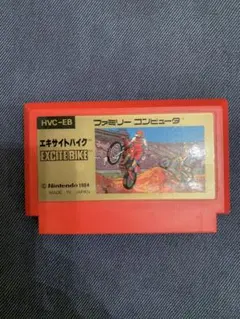 HVC-EB
ファミリー コンピュータ
エキサイトバイク
EXCITEBIKE
© Nintendo 1984
MADE IN JAPAN